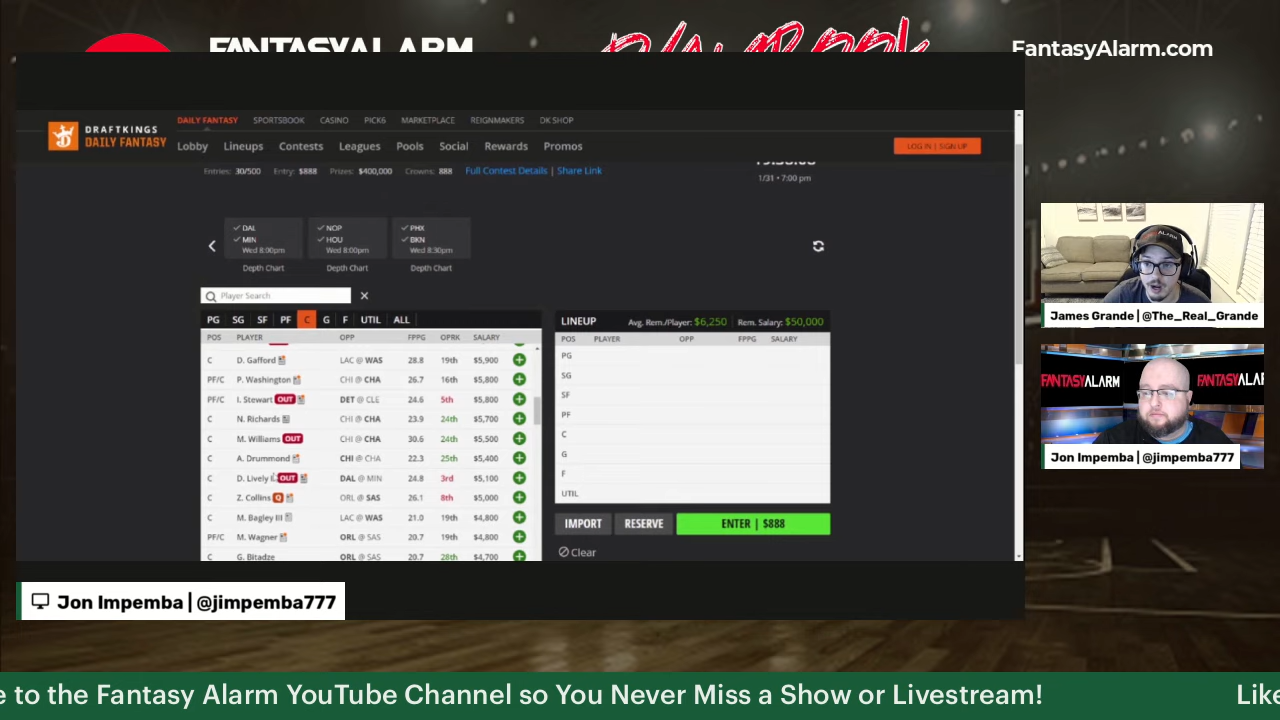 FANTASYALARM
PLAYBOOK
FantasyAlarm.com
DRAFTKINGS
DAILY FANTASY
DAILY FANTASY SPORTSBOOK CASINO PICK6 MARKETPLACE REIGNMAKERS DK SHOP
Lobby Lineups Contests Leagues Pools Social Rewards Promos
LOG IN | SIGN UP
Entries: 30/500 Entry: $888 Prizes: $400,000 Crowns: 888 Full Contest Details | Share Link
1/31 • 7:00 pm
DAL
MIN
Wed 8:00pm
Depth Chart
NOP
HOU
Wed 8:00pm
Depth Chart
PHX
BKN
Wed 8:30pm
Depth Chart
Player Search
PG SG SF PF C G F UTIL ALL
POS PLAYER OPP FPPG OPRK SALARY
C D. Gafford LAC @ WAS 28.8 19th $5,900
PF/C P. Washington CHI @ CHA 26.7 16th $5,800
PF/C I. Stewart OUT DET @ CLE 24.6 5th $5,800
C N. Richards CHI @ CHA 23.9 24th $5,700
C M. Williams OUT CHI @ CHA 30.6 24th $5,500
C A. Drummond CHI @ CHA 22.3 25th $5,400
C D. Lively OUT DAL @ MIN 24.8 3rd $5,100
C Z. Collins Q ORL @ SAS 26.1 8th $5,000
C M. Bagley III LAC @ WAS 21.0 19th $4,800
PF/C M. Wagner ORL @ SAS 20.7 19th $4,800
C G. Bitadze ORL @ SAS 20.7 28th $4,700
LINEUP Avg. Rem./Player: $6,250 Rem. Salary: $50,000
POS PLAYER OPP FPPG SALARY
PG
SG
SF
PF
C
G
F
UTIL
IMPORT RESERVE ENTER | $888
Clear
James Grande | @The_Real_Grande
FANTASYALARM
FANTASYALAR
Jon Impemba | @jimpemba777
Jon Impemba | @jimpemba777
e to the Fantasy Alarm YouTube Channel so You Never Miss a Show or Livestream! Like